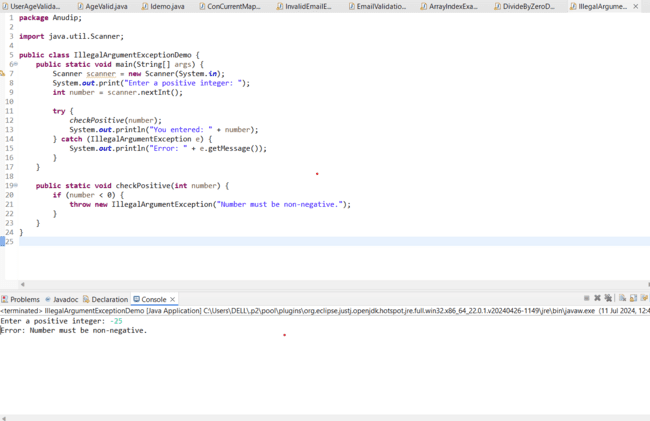 UserAgeValida... AgeValid.java Idemo.java ConCurrentMap... InvalidEmailE... EmailValidatio... ArrayIndexExa... DivideByZeroD... IllegalArgume...
1 package Anudip;
2
3 import java.util.Scanner;
4
5 public class IllegalArgumentExceptionDemo {
6 public static void main(String[] args) {
7 Scanner scanner = new Scanner(System.in);
8 System.out.print("Enter a positive integer: ");
9 int number = scanner.nextInt();
10
11 try {
12 checkPositive(number);
13 System.out.println("You entered: " + number);
14 } catch (IllegalArgumentException e) {
15 System.out.println("Error: " + e.getMessage());
16 }
17 }
18
19 public static void checkPositive(int number) {
20 if (number < 0) {
21 throw new IllegalArgumentException("Number must be non-negative.");
22 }
23 }
24 }
25
Problems Javadoc Declaration Console
<terminated> IllegalArgumentExceptionDemo [Java Application] C:\Users\DELL\.p2\pool\plugins\org.eclipse.justj.openjdk.hotspot.jre.full.win32.x86_64_22.0.1.v20240426-1149\jre\bin\javaw.exe (11 Jul 2024, 12:4
Enter a positive integer: -25
Error: Number must be non-negative.